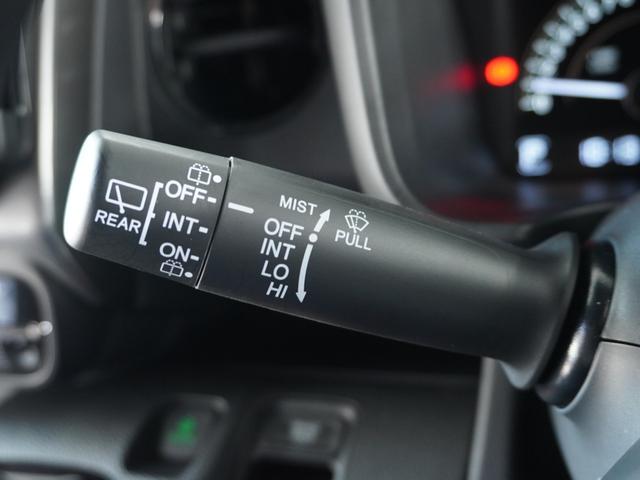 REAR
OFF
INT
ON
MIST
OFF
INT
LO
HI
PULL